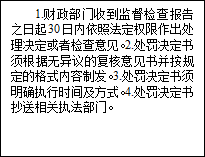 1.财政部门收到监督检查报告
之日起30日内依照法定权限作出处
理决定或者检查意见。2.处罚决定书
须根据无异议的复核意见书并按规
定的格式内容制发。3.处罚决定书须
明确执行时间及方式。4.处罚决定书
抄送相关执法部门。